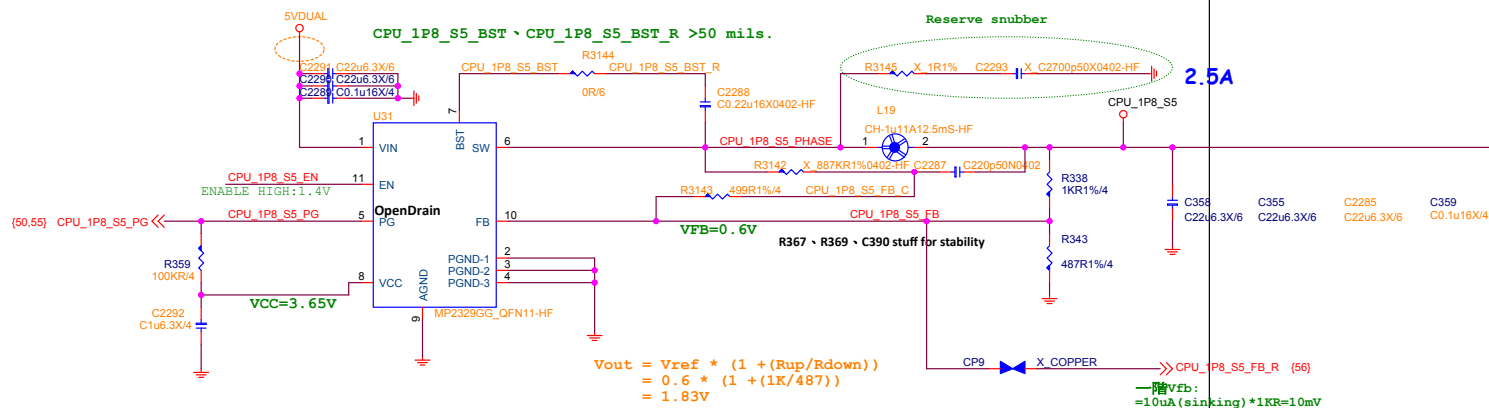 5VDUAL
CPU_1P8_S5_BST、CPU_1P8_S5_BST_R >50 mils.
Reserve snubber
C2291 C22u6.3X/6
C2290 C22u6.3X/6
C2289 C0.1u16X/4
CPU_1P8_S5_BST
R3144
0R/6
CPU_1P8_S5_BST_R
C2288
C0.22u16X0402-HF
R3145
X_1R1%
C2293
X_C2700p50X0402-HF
2.5A
CPU_1P8_S5
L19
CH-1u11A12.5mS-HF
1
2
U31
7
BST
1
VIN
SW
6
CPU_1P8_S5_PHASE
R3142
X_887KR1%0402-HF
C2287
C220p50N0402
CPU_1P8_S5_EN
11
EN
ENABLE HIGH:1.4V
R3143
499R1%/4
CPU_1P8_S5_FB_C
R338
1KR1%/4
C358
C22u6.3X/6
C355
C22u6.3X/6
C2285
C22u6.3X/6
C359
C0.1u16X/4
{50,55}
CPU_1P8_S5_PG
CPU_1P8_S5_PG
5
PG
OpenDrain
FB
10
CPU_1P8_S5_FB
VFB=0.6V
R367、R369、C390 stuff for stability
R343
487R1%/4
R359
100KR/4
8
VCC
VCC=3.65V
PGND-1
2
PGND-2
3
PGND-3
4
AGND
9
MP2329GG_QFN11-HF
C2292
C1u6.3X/4
Vout = Vref * (1 +(Rup/Rdown))
= 0.6 * (1 +(1K/487))
= 1.83V
CP9
X_COPPER
CPU_1P8_S5_FB_R
{56}
一階Vfb:
=10uA(sinking)*1KR=10mV